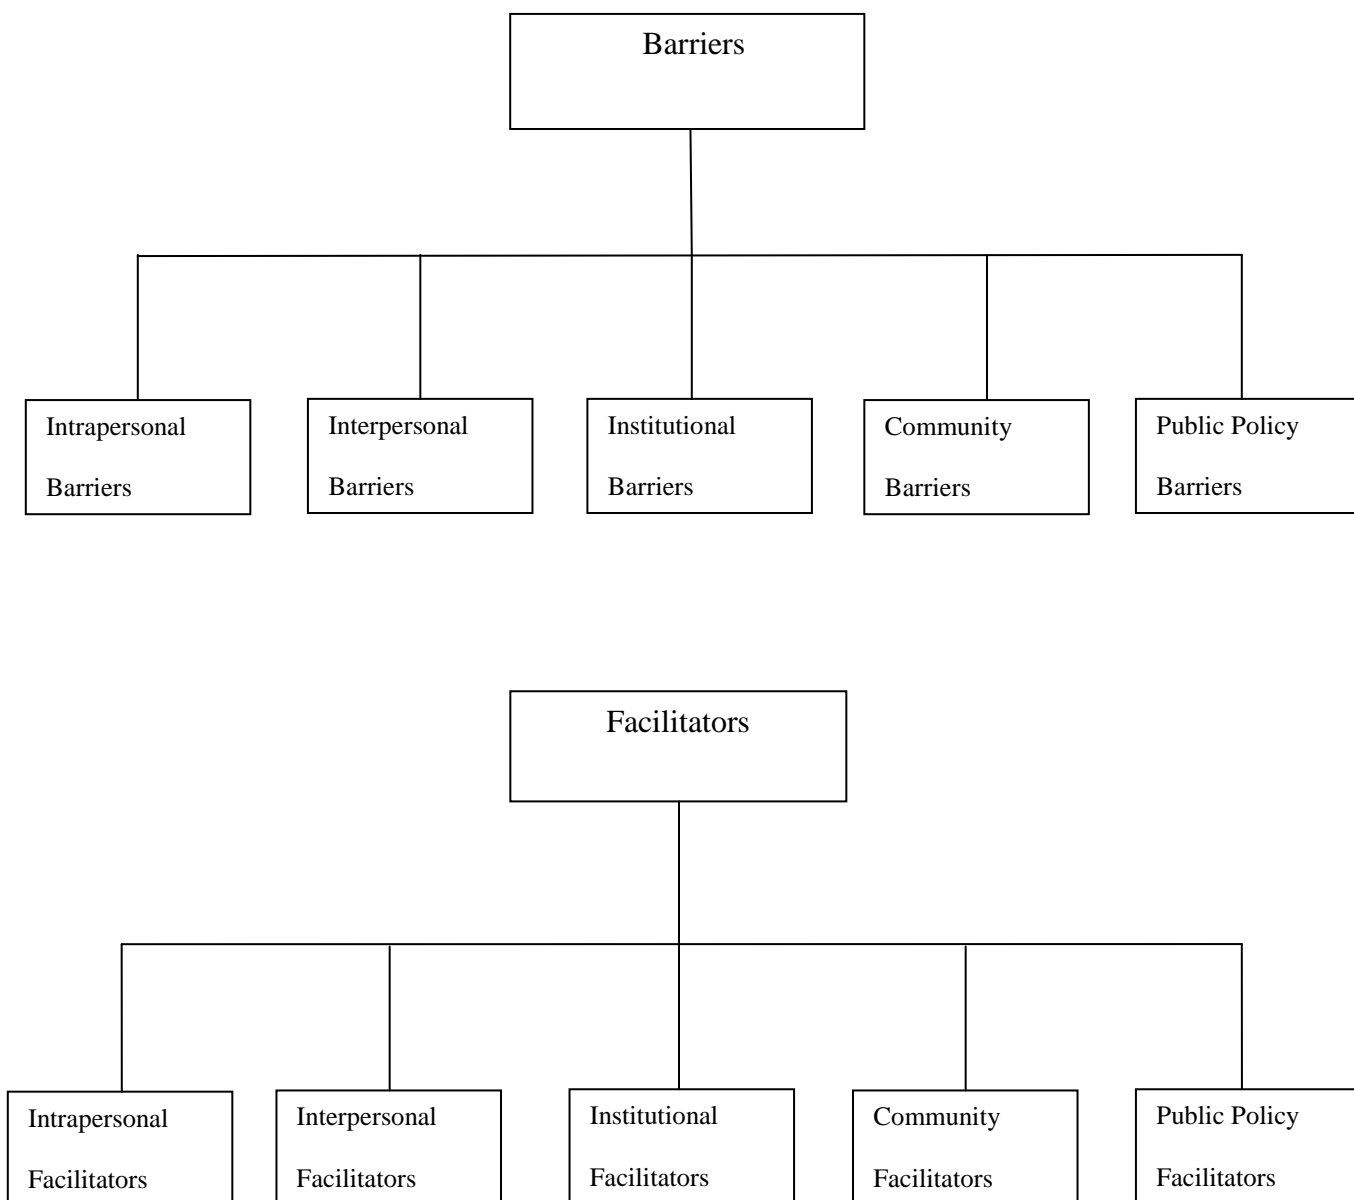 Barriers
Intrapersonal
Barriers
Interpersonal
Barriers
Institutional
Barriers
Community
Barriers
Public Policy
Barriers
Facilitators
Intrapersonal
Facilitators
Interpersonal
Facilitators
Institutional
Facilitators
Community
Facilitators
Public Policy
Facilitators